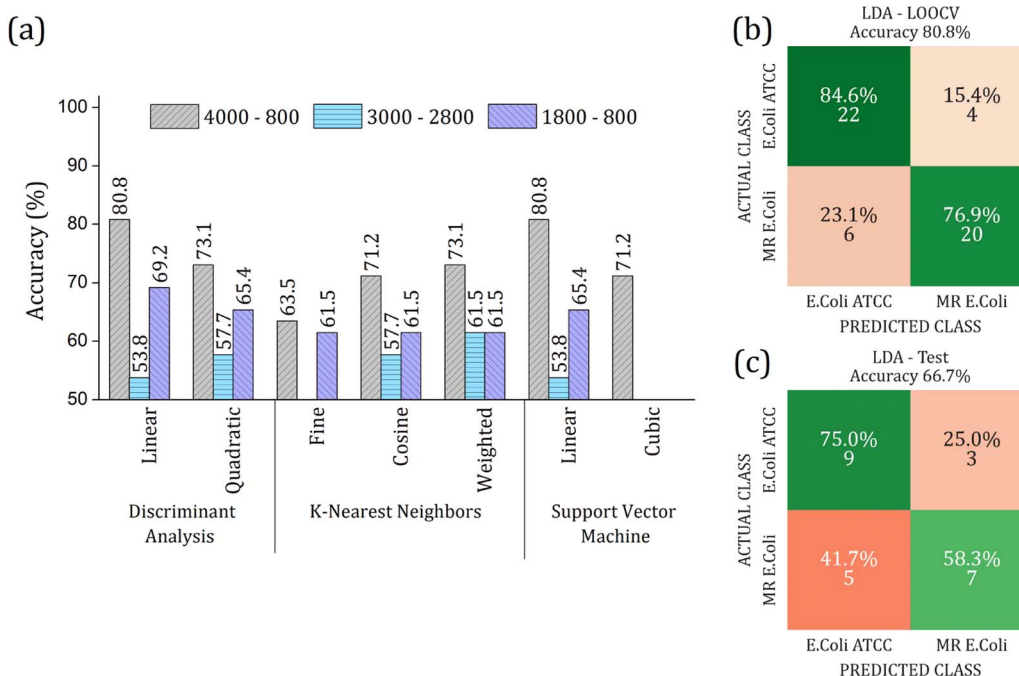 (a)
4000 - 800
3000 - 2800
1800 - 800
Accuracy (%)
100
90
80
70
60
50
80.8
53.8
69.2
73.1
57.7
65.4
63.5
61.5
71.2
57.7
61.5
73.1
61.5
61.5
80.8
53.8
65.4
71.2
Linear
Quadratic
Fine
Cosine
Weighted
Linear
Cubic
Discriminant
Analysis
K-Nearest Neighbors
Support Vector
Machine
(b)
LDA - LOOCV
Accuracy 80.8%
ACTUAL CLASS
E.Coli ATCC
MR E.Coli
84.6%
22
15.4%
4
23.1%
6
76.9%
20
E.Coli ATCC
MR E.Coli
PREDICTED CLASS
(c)
LDA - Test
Accuracy 66.7%
ACTUAL CLASS
E.Coli ATCC
MR E.Coli
75.0%
9
25.0%
3
41.7%
5
58.3%
7
E.Coli ATCC
MR E.Coli
PREDICTED CLASS